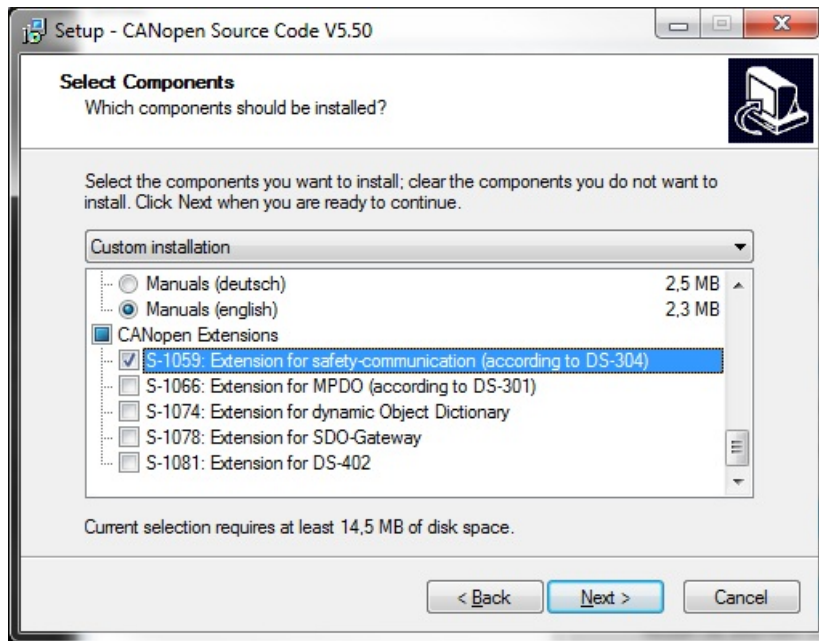 Setup - CANopen Source Code V5.50
Select Components
Which components should be installed?
Select the components you want to install; clear the components you do not want to
install. Click Next when you are ready to continue.
Custom installation
Manuals (deutsch) 2,5 MB
Manuals (english) 2,3 MB
CANopen Extensions
S-1059: Extension for safety-communication (according to DS-304)
S-1066: Extension for MPDO (according to DS-301)
S-1074: Extension for dynamic Object Dictionary
S-1078: Extension for SDO-Gateway
S-1081: Extension for DS-402
Current selection requires at least 14,5 MB of disk space.
< Back Next > Cancel